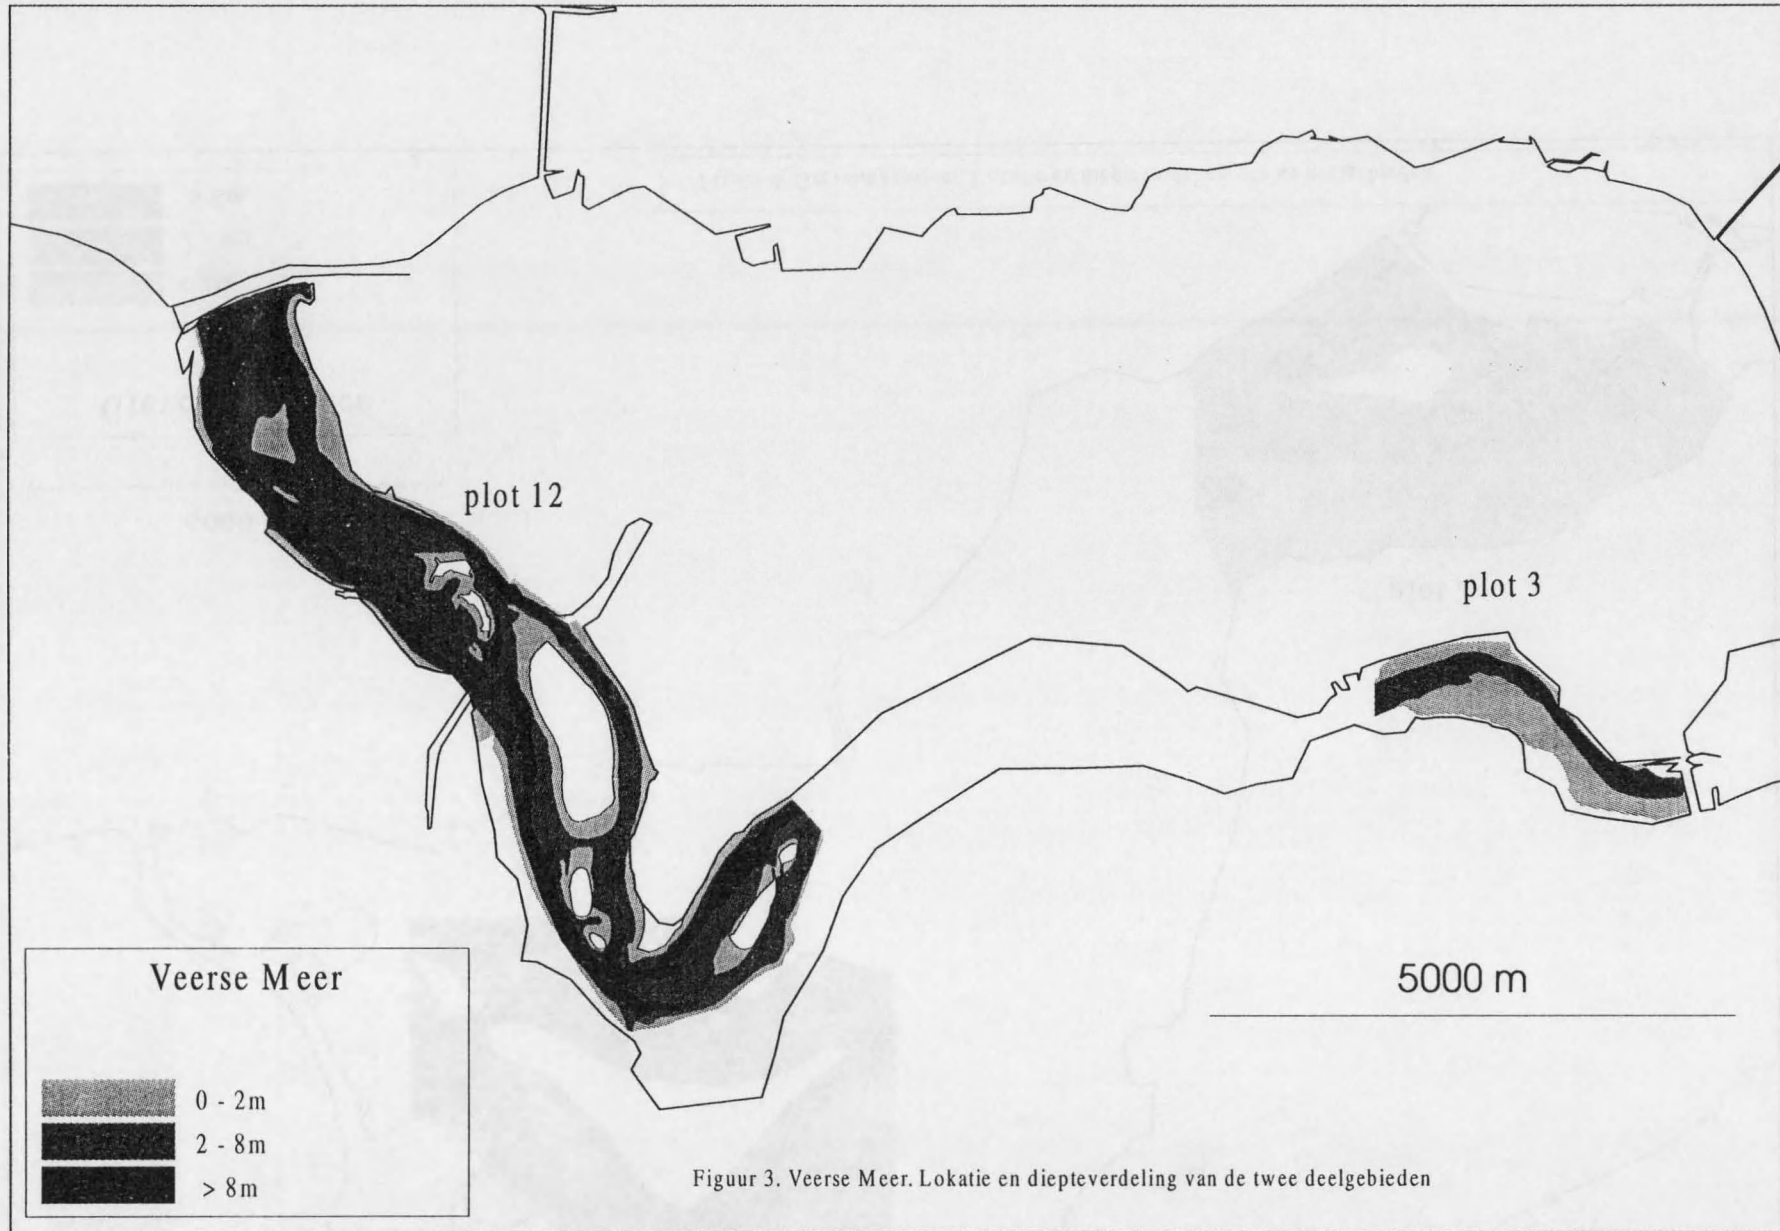 plot 12
plot 3
5000 m
Veerse Meer
0 - 2m
2 - 8m
> 8m
Figuur 3. Veerse Meer. Lokatie en diepteverdeling van de twee deelgebieden